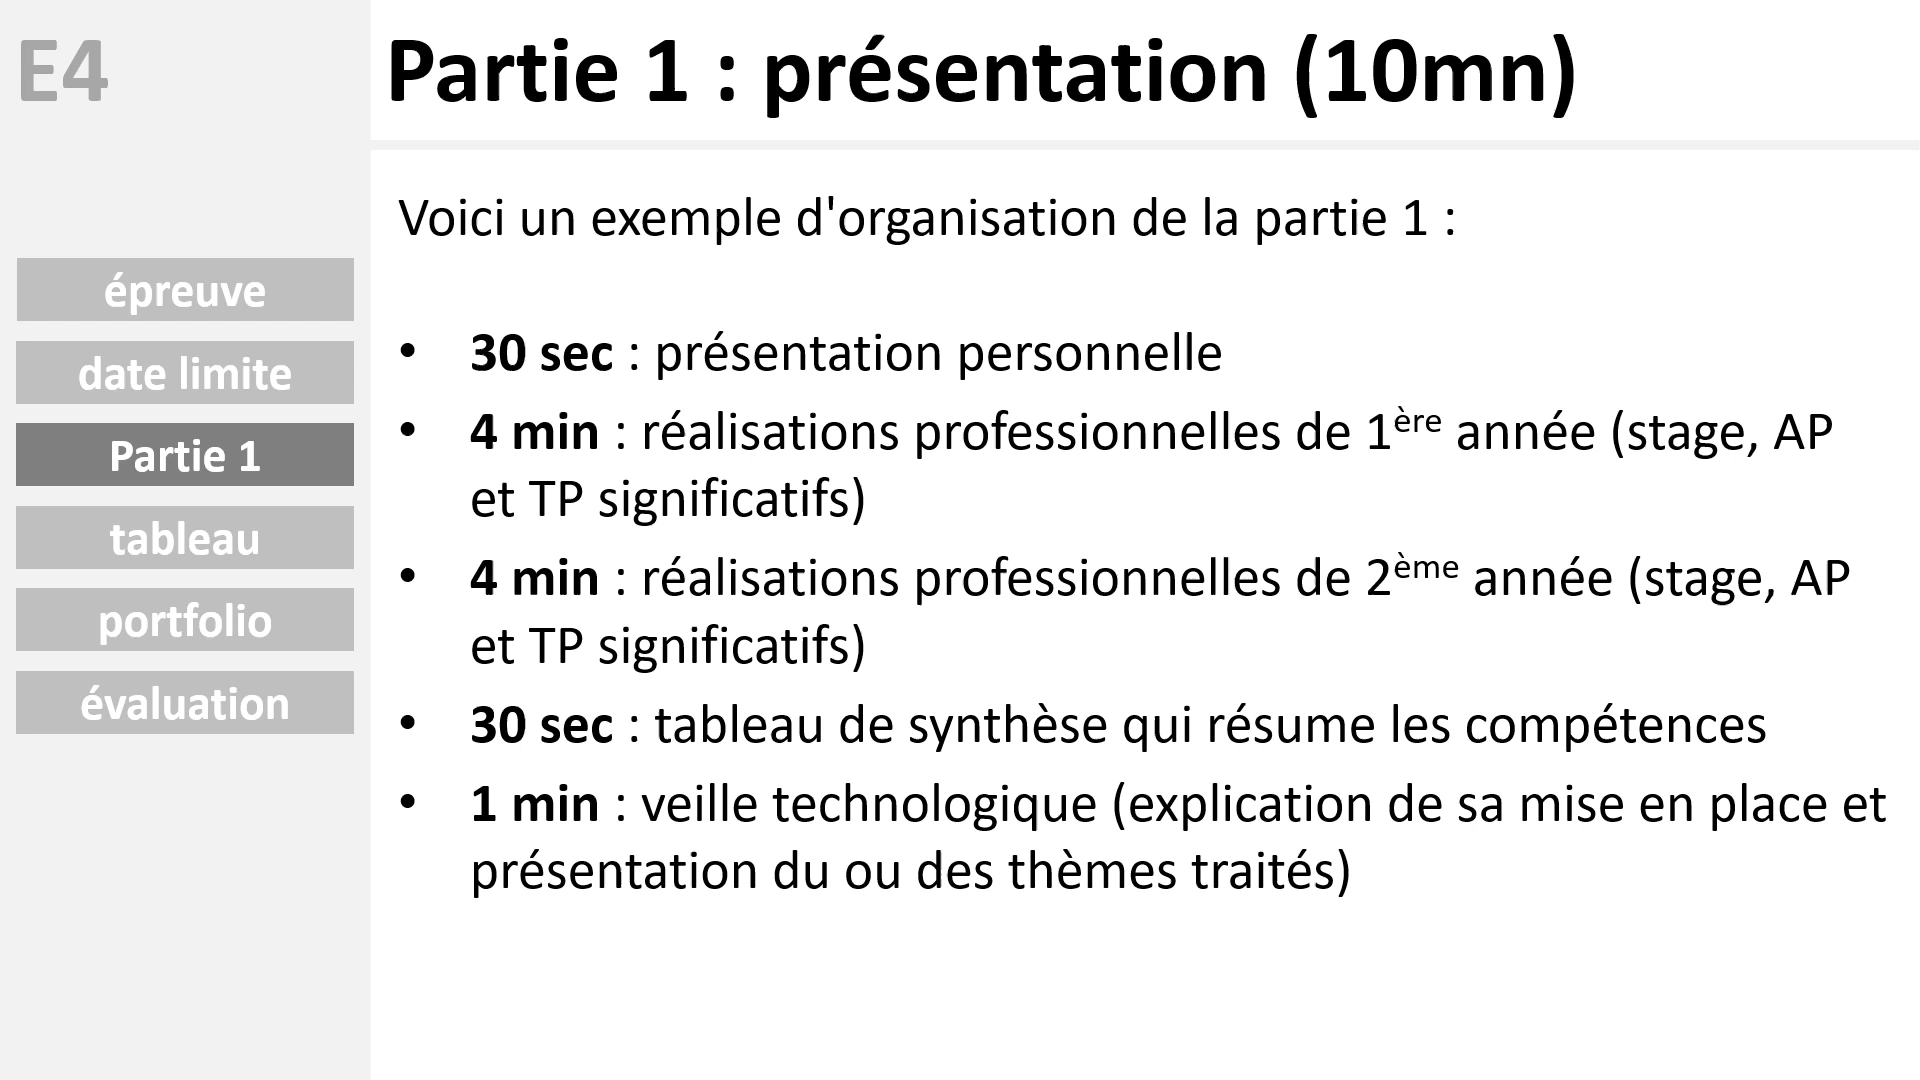 E4
Partie 1 : présentation (10mn)
épreuve
date limite
Partie 1
tableau
portfolio
évaluation
Voici un exemple d'organisation de la partie 1 :
• 30 sec : présentation personnelle
• 4 min : réalisations professionnelles de 1ère année (stage, AP
et TP significatifs)
• 4 min : réalisations professionnelles de 2ème année (stage, AP
et TP significatifs)
• 30 sec : tableau de synthèse qui résume les compétences
• 1 min : veille technologique (explication de sa mise en place et
présentation du ou des thèmes traités)